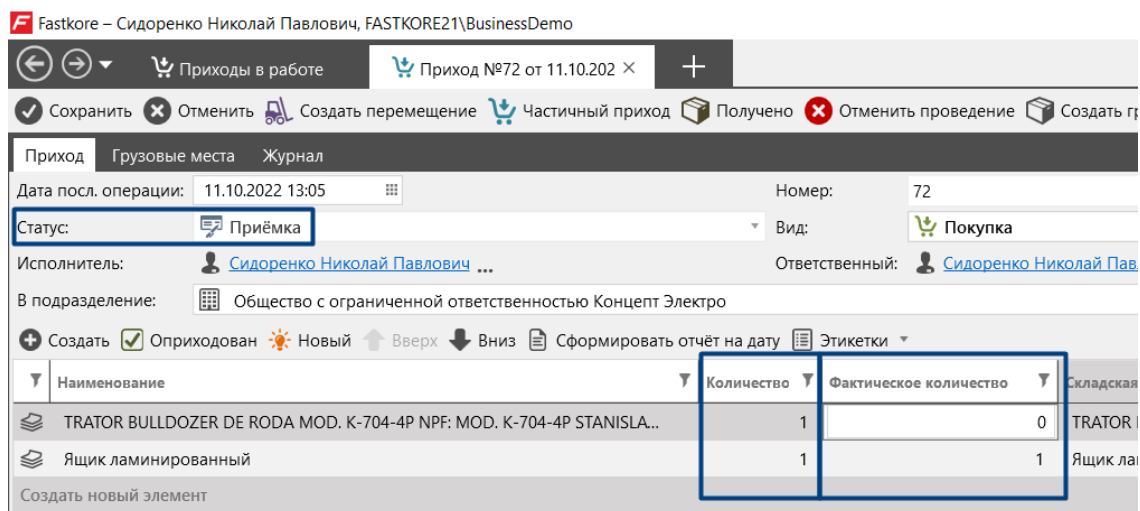 Fastkore – Сидоренко Николай Павлович, FASTKORE21\BusinessDemo
Приходы в работе Приход №72 от 11.10.202
Сохранить Отменить Создать перемещение Частичный приход Получено Отменить проведение Создать гр
Приход Грузовые места Журнал
Дата посл. операции: 11.10.2022 13:05 Номер: 72
Статус: Приёмка Вид: Покупка
Исполнитель: Сидоренко Николай Павлович ... Ответственный: Сидоренко Николай Пав
В подразделение: Общество с ограниченной ответственностью Концепт Электро
Создать Оприходован Новый Вверх Вниз Сформировать отчёт на дату Этикетки
Наименование Количество Фактическое количество Складская
TRATOR BULLDOZER DE RODA MOD. K-704-4P NPF: MOD. K-704-4P STANISLA... 1 0 TRATOR
Ящик ламинированный 1 1 Ящик ла
Создать новый элемент